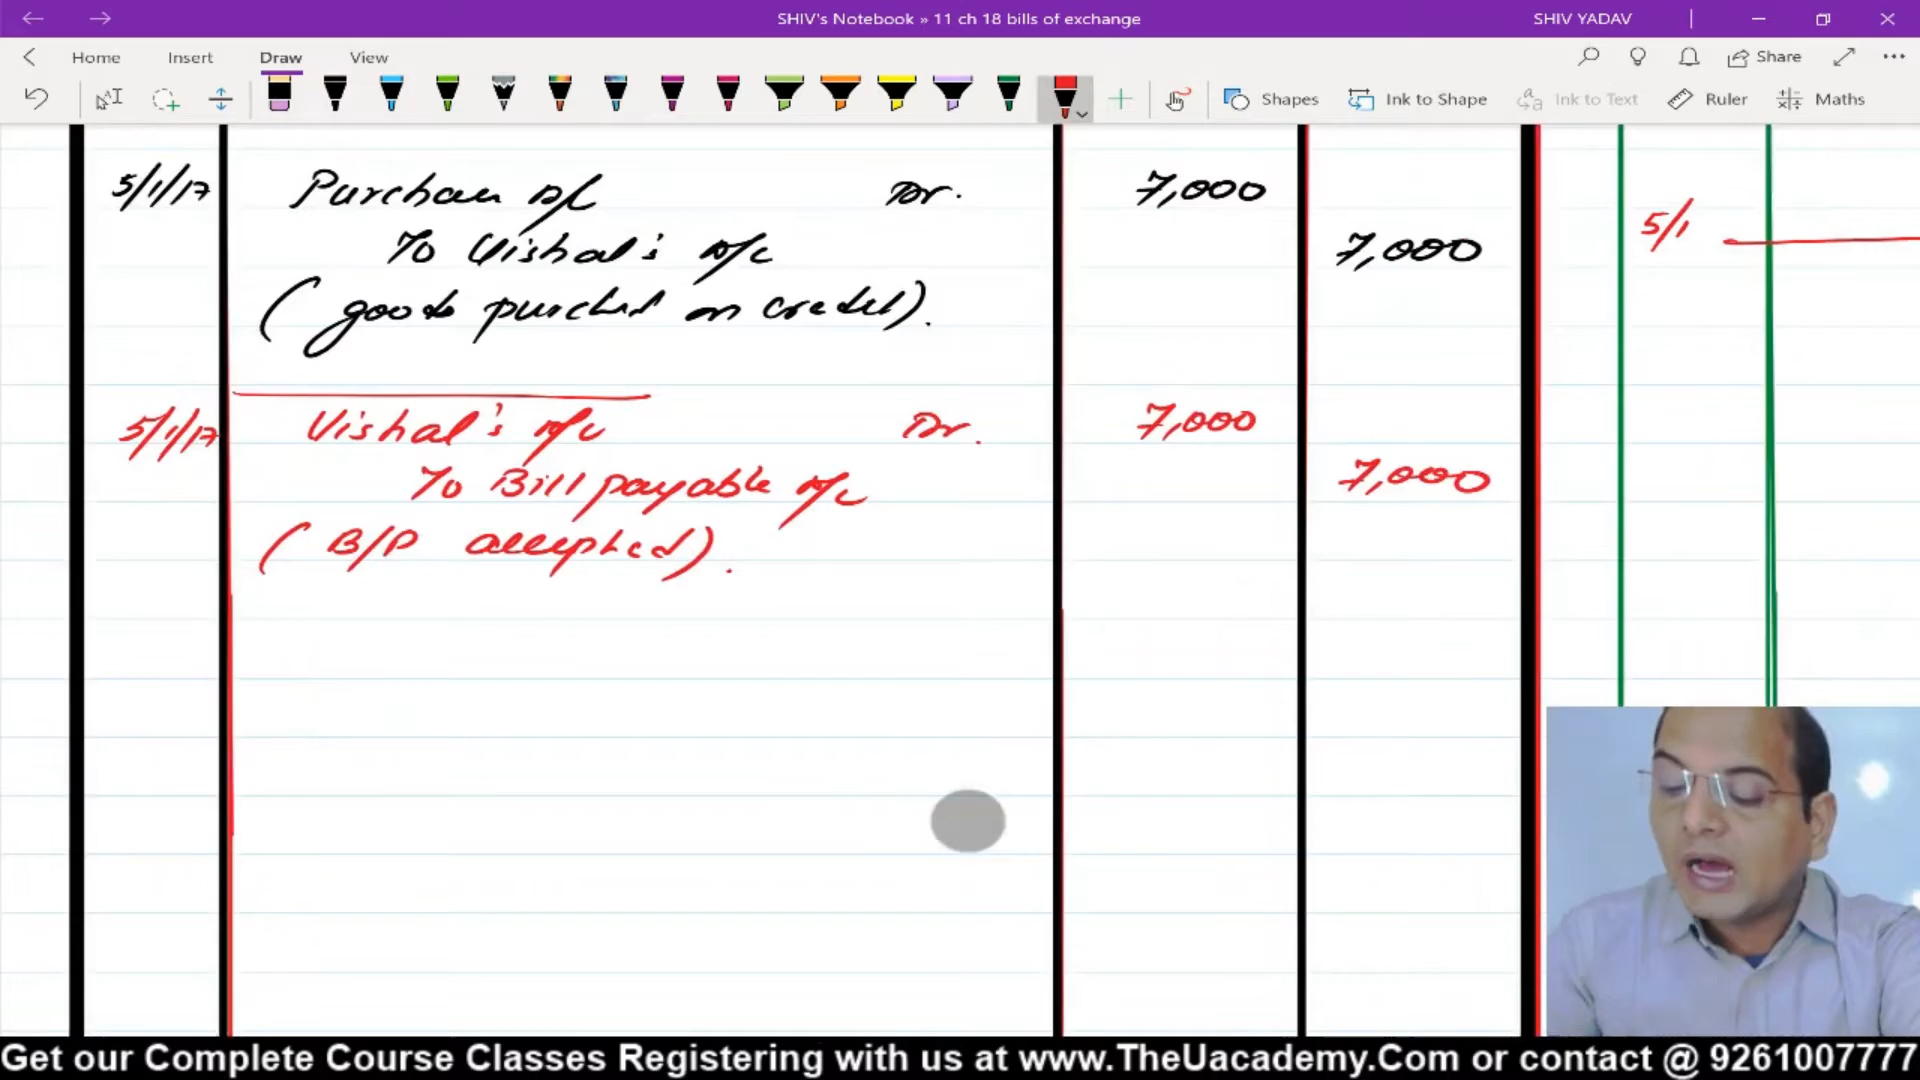 SHIV's Notebook » 11 ch 18 bills of exchange
SHIV YADAV
Home Insert Draw View
Share
Shapes Ink to Shape Ink to Text Ruler Maths
5/1/17 Purchase A/c Dr. 7,000
To Vishal's A/c 7,000
(goods purchased on credit).
5/1
5/1/17 Vishal's A/c Dr. 7,000
To Bill payable A/c 7,000
(B/P accepted).
Get our Complete Course Classes Registering with us at www.TheUacademy.Com or contact @ 9261007777